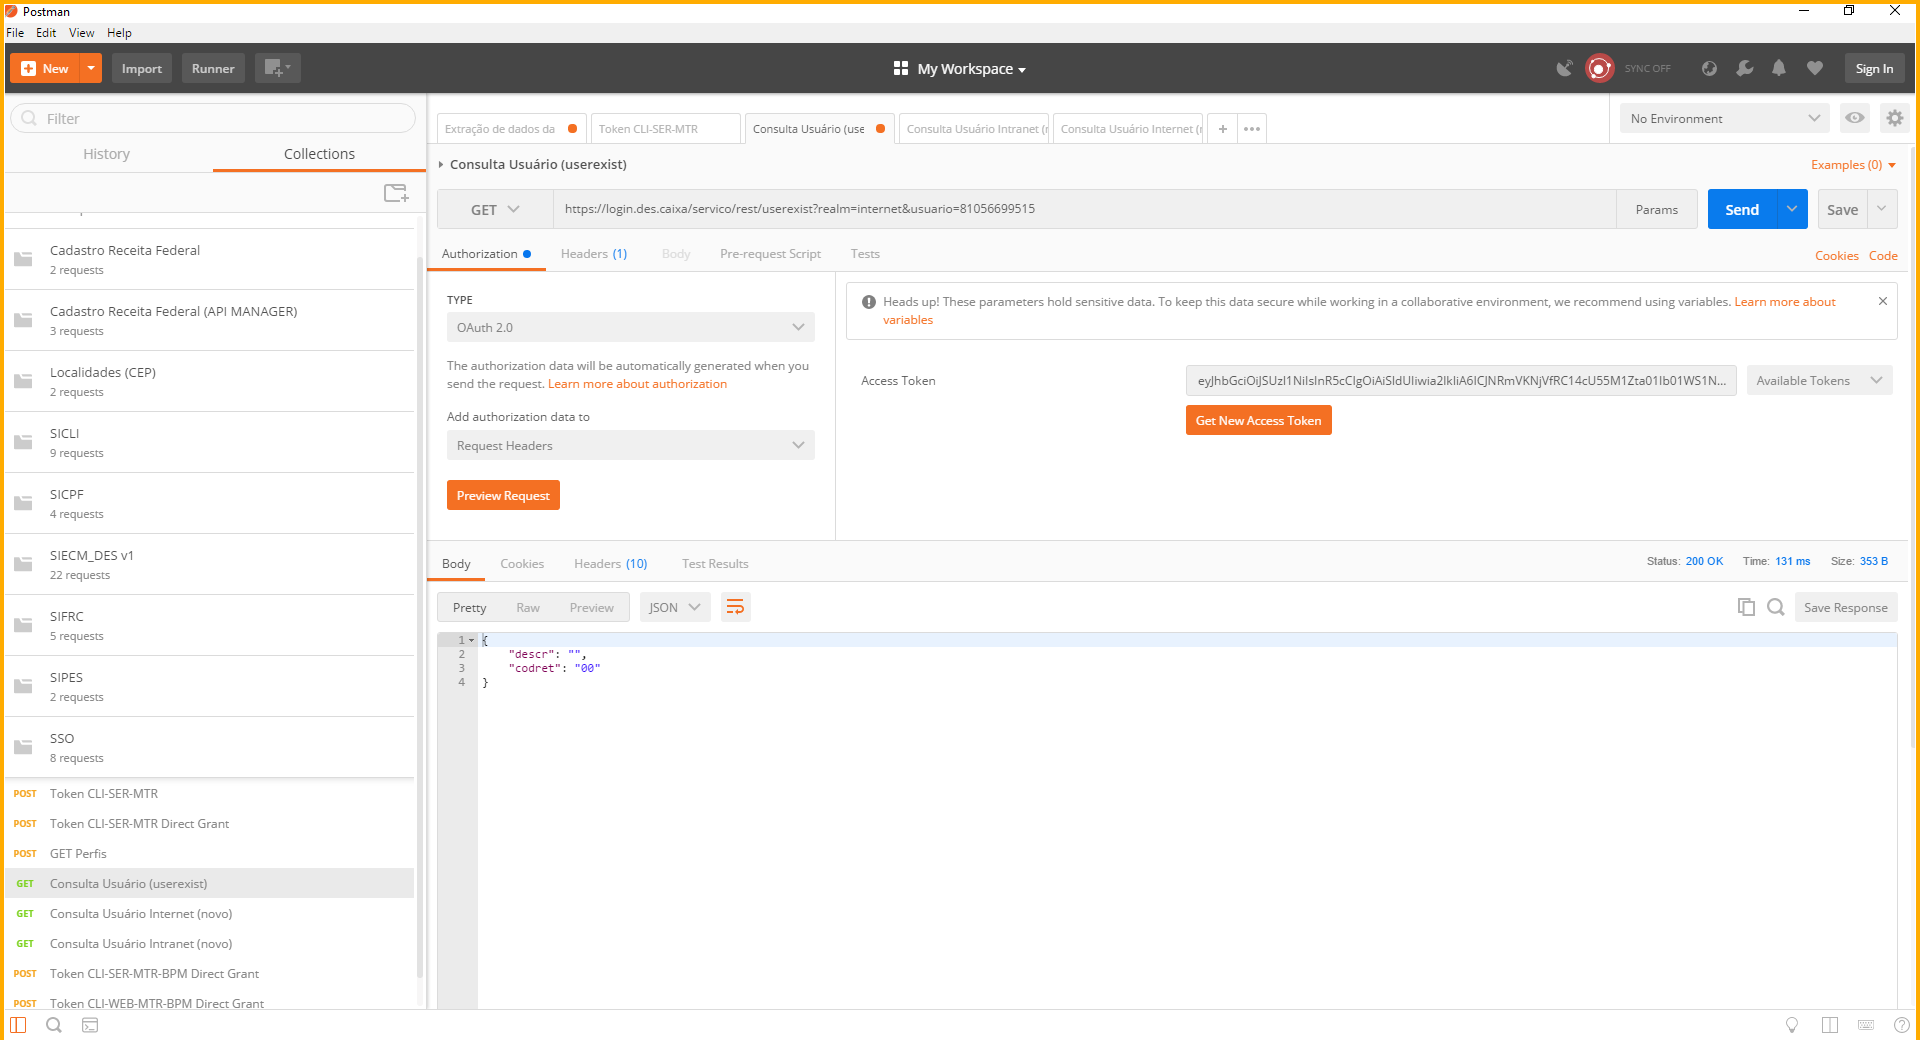 Postman
File Edit View Help
New Import Runner My Workspace SYNC OFF Sign In
Filter
History Collections
Cadastro Receita Federal
2 requests
Cadastro Receita Federal (API MANAGER)
3 requests
Localidades (CEP)
2 requests
SICLI
9 requests
SICPF
4 requests
SIECM_DES v1
22 requests
SIFRC
5 requests
SIPES
2 requests
SSO
8 requests
POST Token CLI-SER-MTR
POST Token CLI-SER-MTR Direct Grant
POST GET Perfis
GET Consulta Usuário (userexist)
GET Consulta Usuário Internet (novo)
GET Consulta Usuário Intranet (novo)
POST Token CLI-SER-MTR-BPM Direct Grant
POST Token CLI-WEB-MTR-BPM Direct Grant
Extração de dados da Token CLI-SER-MTR Consulta Usuário (use Consulta Usuário Intranet (r Consulta Usuário Internet (r + •••
No Environment
Consulta Usuário (userexist)
Examples (0)
GET https://login.des.caixa/servico/rest/userexist?realm=internet&usuario=81056699515 Params Send Save
Authorization Headers (1) Body Pre-request Script Tests Cookies Code
TYPE
OAuth 2.0
The authorization data will be automatically generated when you
send the request. Learn more about authorization
Add authorization data to
Request Headers
Preview Request
Heads up! These parameters hold sensitive data. To keep this data secure while working in a collaborative environment, we recommend using variables. Learn more about
variables
Access Token Available Tokens
Get New Access Token
Body Cookies Headers (10) Test Results Status: 200 OK Time: 131 ms Size: 353 B
Pretty Raw Preview JSON Save Response
1 {
2 "descr": "",
3 "codret": "00"
4 }